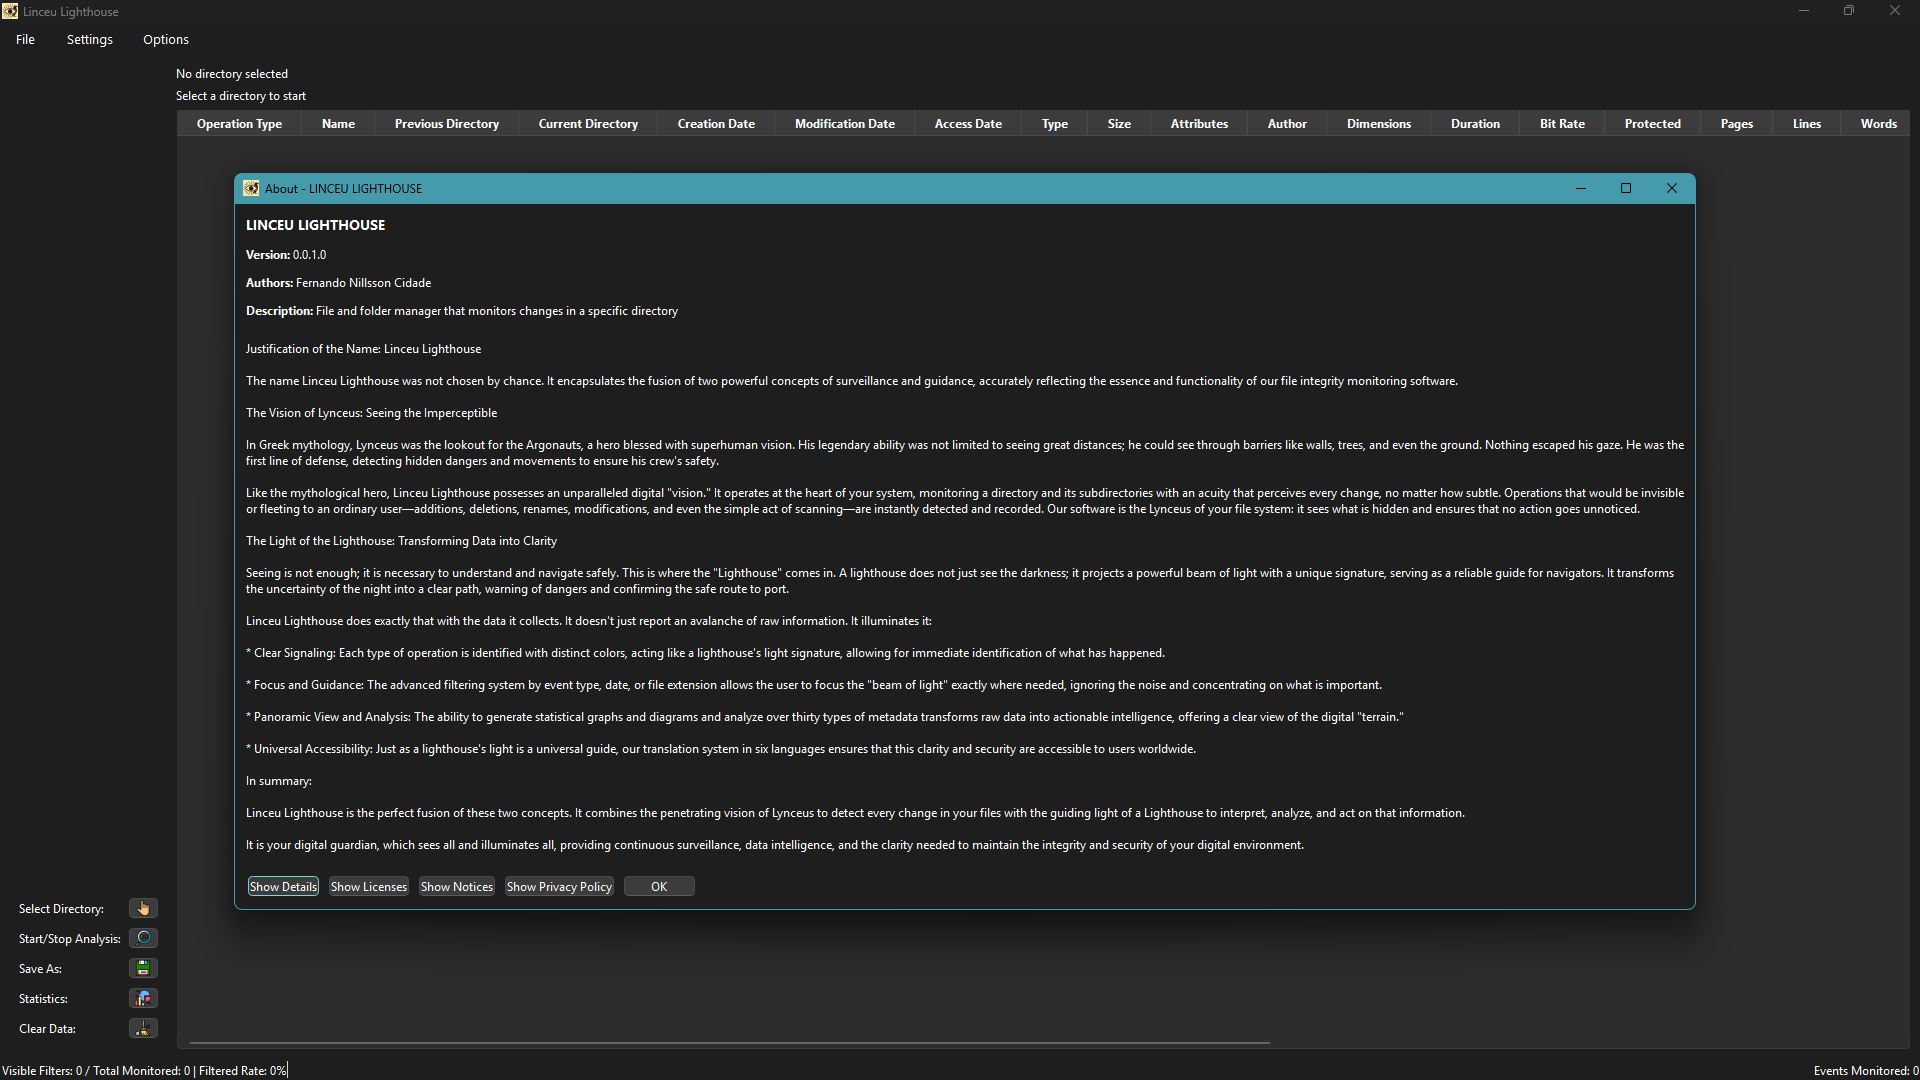 Linceu Lighthouse
File Settings Options
No directory selected
Select a directory to start
Operation Type Name Previous Directory Current Directory Creation Date Modification Date Access Date Type Size Attributes Author Dimensions Duration Bit Rate Protected Pages Lines Words
About - LINCEU LIGHTHOUSE
LINCEU LIGHTHOUSE
Version: 0.0.1.0
Authors: Fernando Nillsson Cidade
Description: File and folder manager that monitors changes in a specific directory
Justification of the Name: Linceu Lighthouse
The name Linceu Lighthouse was not chosen by chance. It encapsulates the fusion of two powerful concepts of surveillance and guidance, accurately reflecting the essence and functionality of our file integrity monitoring software.
The Vision of Lynceus: Seeing the Imperceptible
In Greek mythology, Lynceus was the lookout for the Argonauts, a hero blessed with superhuman vision. His legendary ability was not limited to seeing great distances; he could see through barriers like walls, trees, and even the ground. Nothing escaped his gaze. He was the
first line of defense, detecting hidden dangers and movements to ensure his crew's safety.
Like the mythological hero, Linceu Lighthouse possesses an unparalleled digital "vision." It operates at the heart of your system, monitoring a directory and its subdirectories with an acuity that perceives every change, no matter how subtle. Operations that would be invisible
or fleeting to an ordinary user—additions, deletions, renames, modifications, and even the simple act of scanning—are instantly detected and recorded. Our software is the Lynceus of your file system: it sees what is hidden and ensures that no action goes unnoticed.
The Light of the Lighthouse: Transforming Data into Clarity
Seeing is not enough; it is necessary to understand and navigate safely. This is where the "Lighthouse" comes in. A lighthouse does not just see the darkness; it projects a powerful beam of light with a unique signature, serving as a reliable guide for navigators. It transforms
the uncertainty of the night into a clear path, warning of dangers and confirming the safe route to port.
Linceu Lighthouse does exactly that with the data it collects. It doesn't just report an avalanche of raw information. It illuminates it:
* Clear Signaling: Each type of operation is identified with distinct colors, acting like a lighthouse's light signature, allowing for immediate identification of what has happened.
* Focus and Guidance: The advanced filtering system by event type, date, or file extension allows the user to focus the "beam of light" exactly where needed, ignoring the noise and concentrating on what is important.
* Panoramic View and Analysis: The ability to generate statistical graphs and diagrams and analyze over thirty types of metadata transforms raw data into actionable intelligence, offering a clear view of the digital "terrain."
* Universal Accessibility: Just as a lighthouse's light is a universal guide, our translation system in six languages ensures that this clarity and security are accessible to users worldwide.
In summary:
Linceu Lighthouse is the perfect fusion of these two concepts. It combines the penetrating vision of Lynceus to detect every change in your files with the guiding light of a Lighthouse to interpret, analyze, and act on that information.
It is your digital guardian, which sees all and illuminates all, providing continuous surveillance, data intelligence, and the clarity needed to maintain the integrity and security of your digital environment.
Show Details Show Licenses Show Notices Show Privacy Policy OK
Select Directory:
Start/Stop Analysis:
Save As:
Statistics:
Clear Data:
Visible Filters: 0 / Total Monitored: 0 | Filtered Rate: 0% Events Monitored: 0